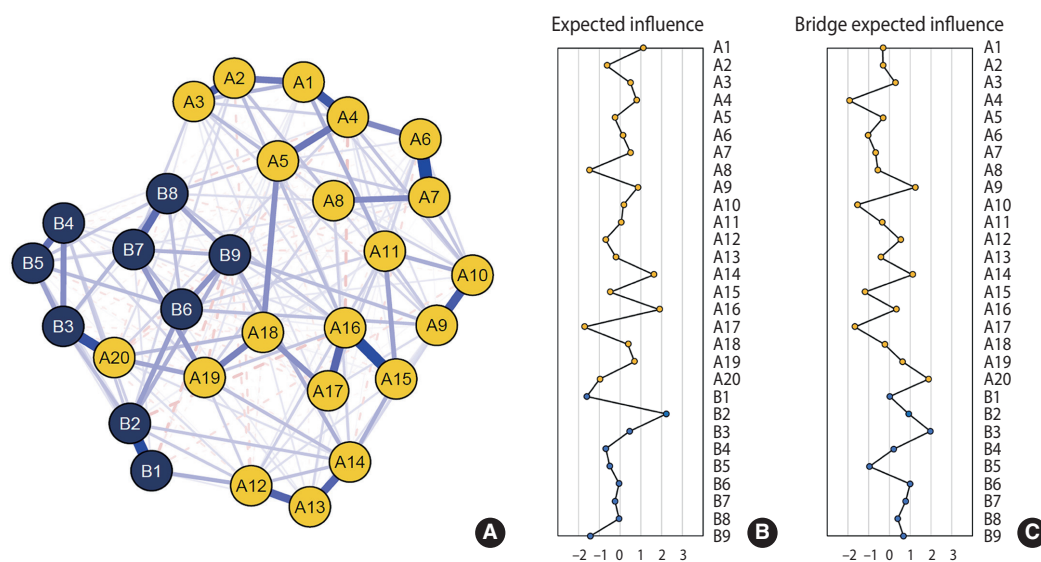 Expected influence
Bridge expected influence
A2
A1
A3
A4
A6
A5
B8
A8
A7
B4
B7
B9
A11
B5
A10
B6
B3
A18
A16
A9
A20
A19
A17
A15
B2
B1
A14
A12
A13
A
A1
A2
A3
A4
A5
A6
A7
A8
A9
A10
A11
A12
A13
A14
A15
A16
A17
A18
A19
A20
B1
B2
B3
B4
B5
B6
B7
B8
B9
–2 –1 0 1 2 3
B
A1
A2
A3
A4
A5
A6
A7
A8
A9
A10
A11
A12
A13
A14
A15
A16
A17
A18
A19
A20
B1
B2
B3
B4
B5
B6
B7
B8
B9
–2 –1 0 1 2 3
C